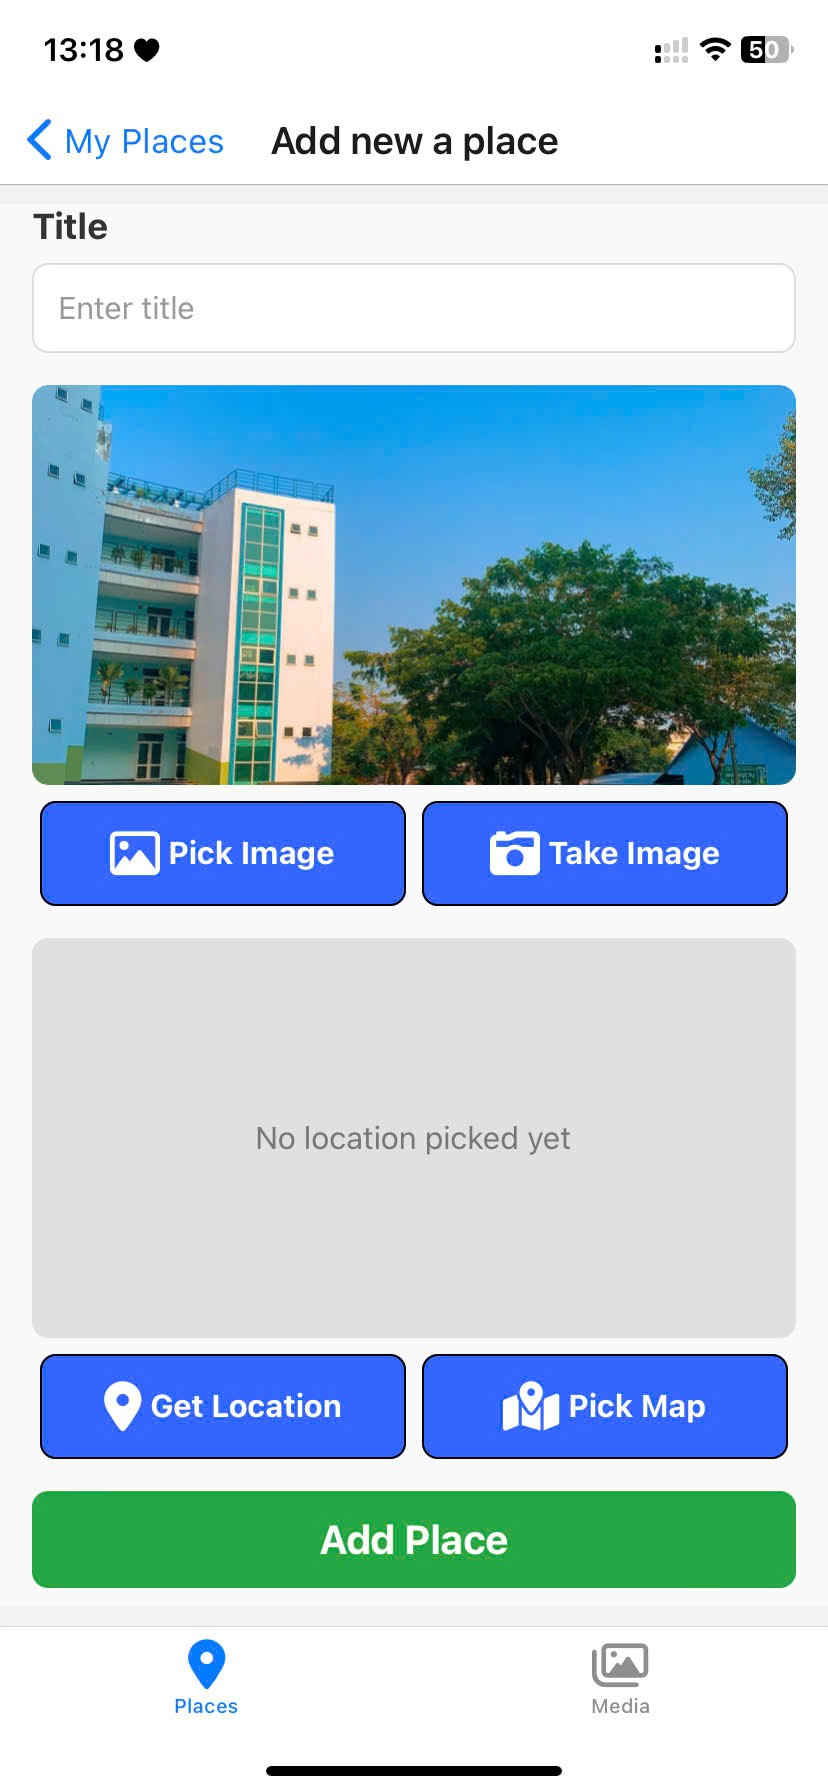 13:18
50
My Places
Add new a place
Title
Enter title
Pick Image
Take Image
No location picked yet
Get Location
Pick Map
Add Place
Places
Media